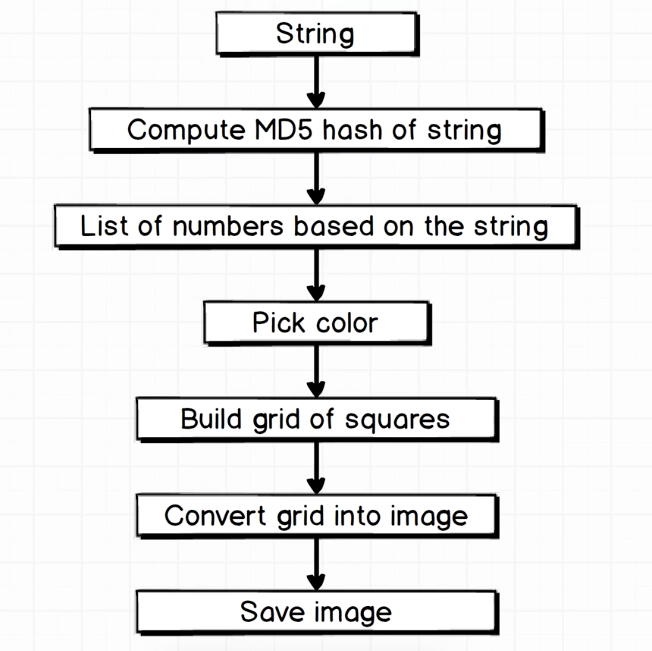 String
Compute MD5 hash of string
List of numbers based on the string
Pick color
Build grid of squares
Convert grid into image
Save image